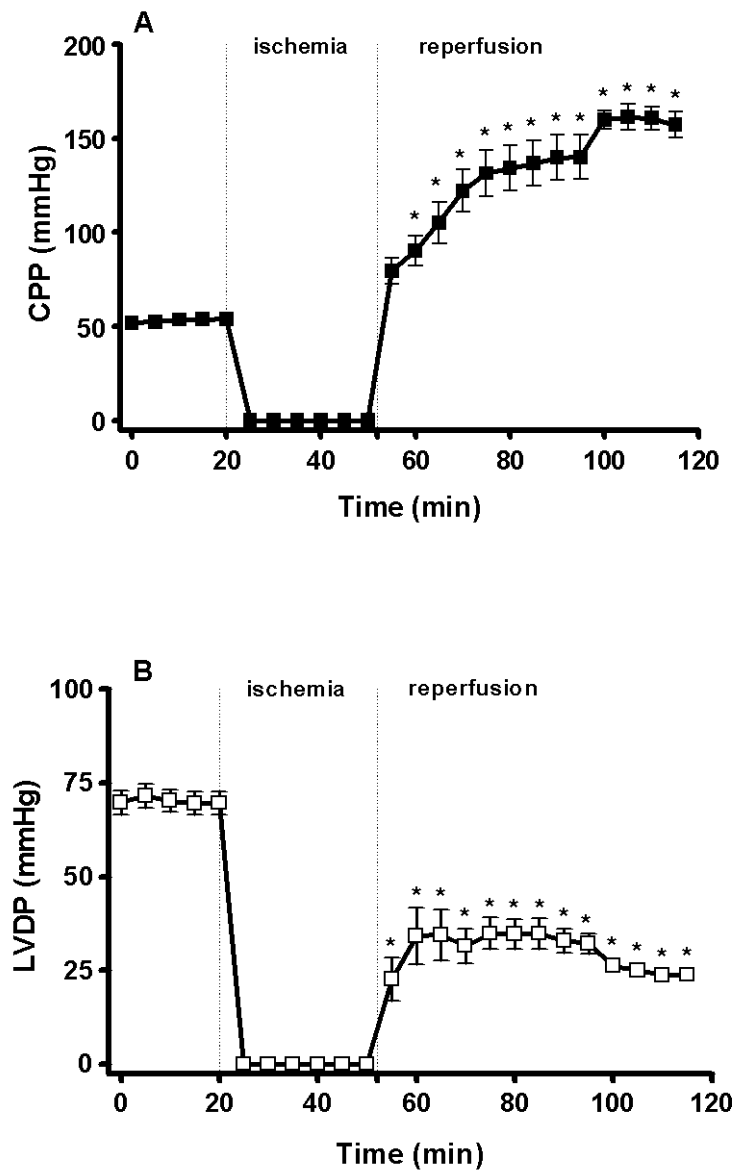 A
ischemia reperfusion
200
150
100
50
0
CPP (mmHg)
* * * * * * * * * * * *
0 20 40 60 80 100 120
Time (min)
B
ischemia reperfusion
100
75
50
25
0
LVDP (mmHg)
* * * * * * * * * * * * *
0 20 40 60 80 100 120
Time (min)